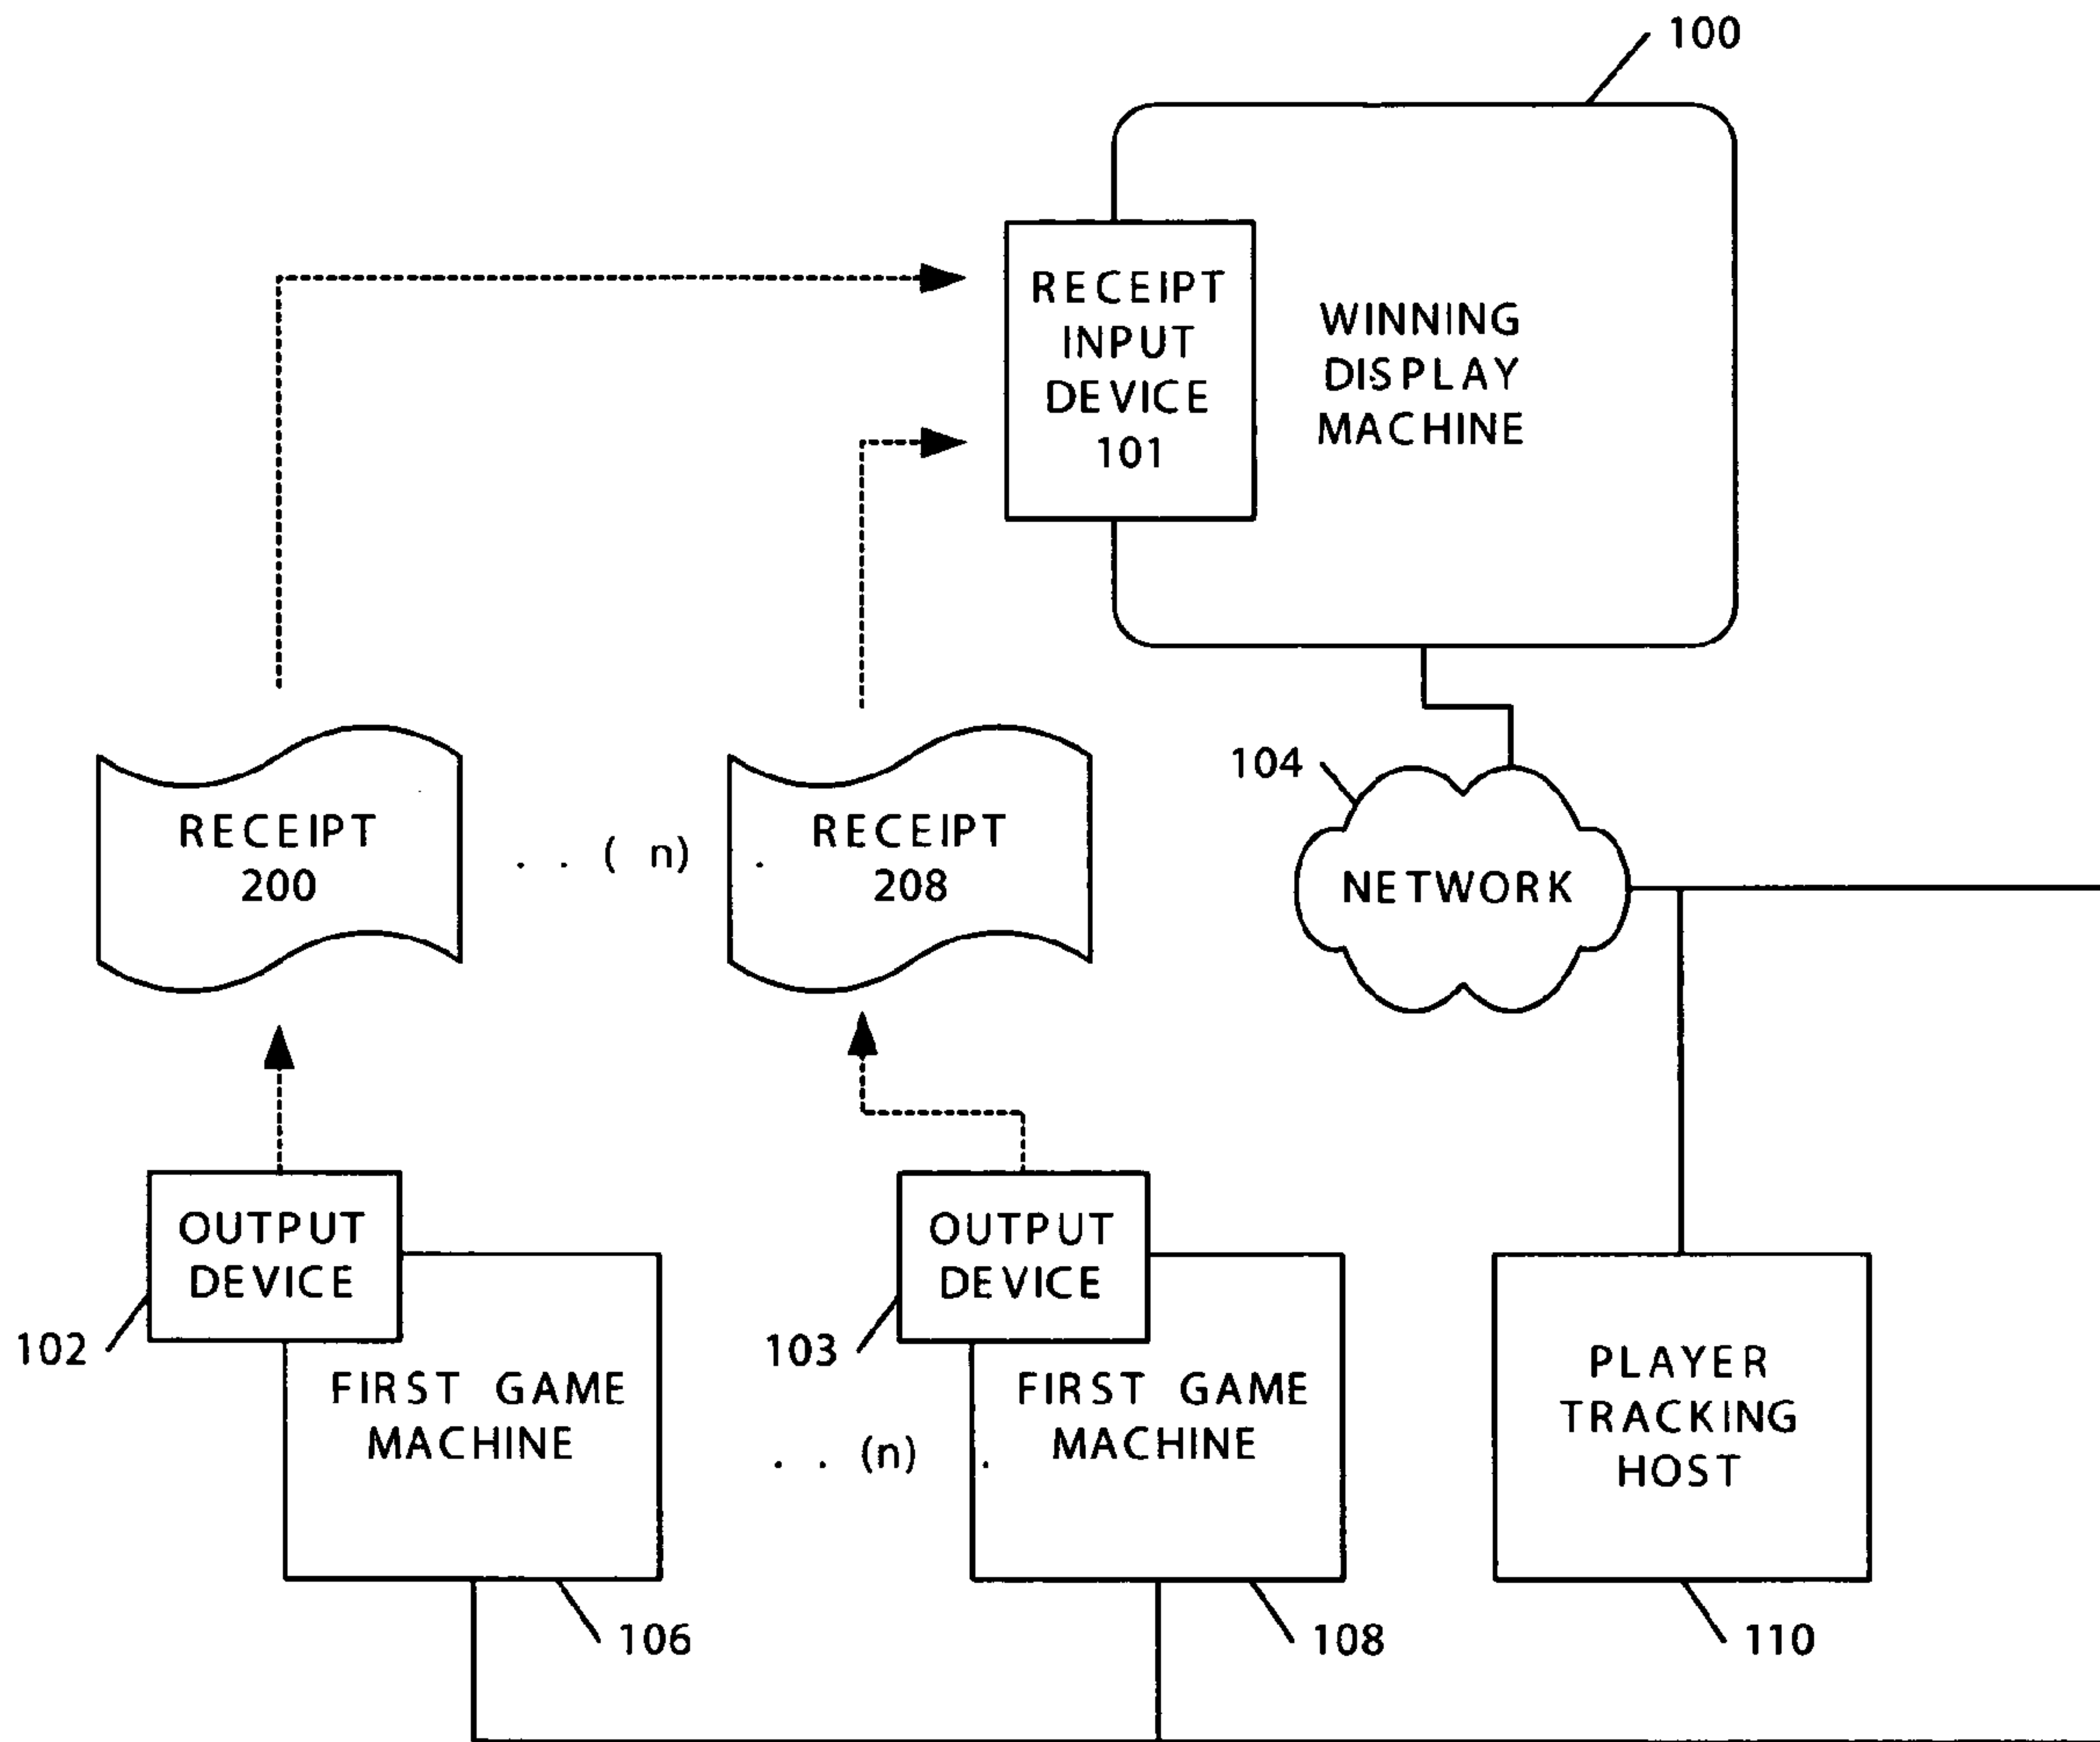 100
RECEIPT
INPUT
DEVICE
101
WINNING
DISPLAY
MACHINE
104
RECEIPT
200
. . ( n) .
RECEIPT
208
NETWORK
OUTPUT
DEVICE
102
FIRST GAME
MACHINE
106
. . (n) .
OUTPUT
DEVICE
103
FIRST GAME
MACHINE
108
PLAYER
TRACKING
HOST
110